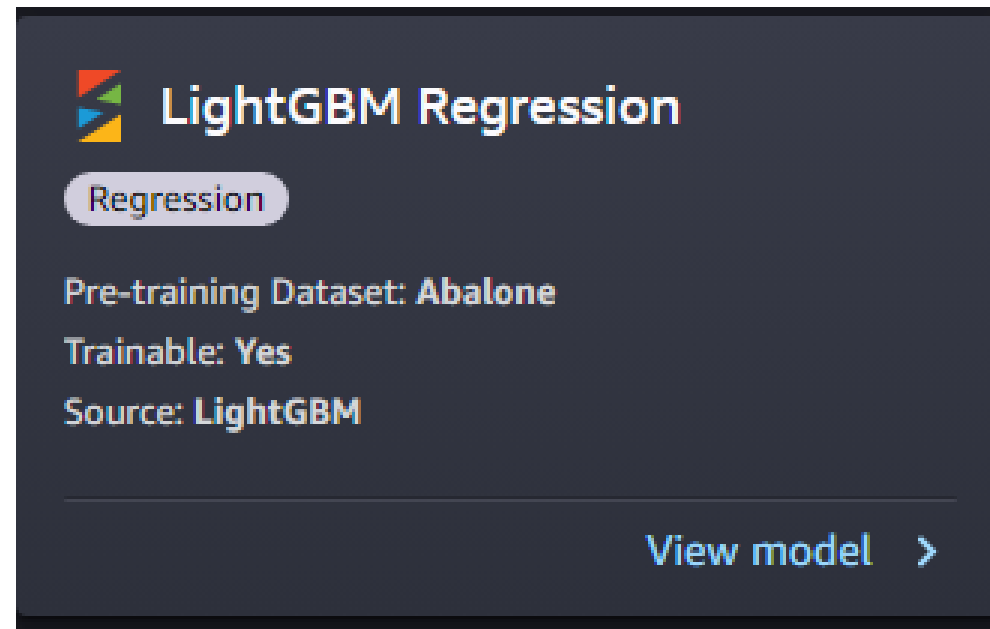 LightGBM Regression
Regression
Pre-training Dataset: Abalone
Trainable: Yes
Source: LightGBM
View model